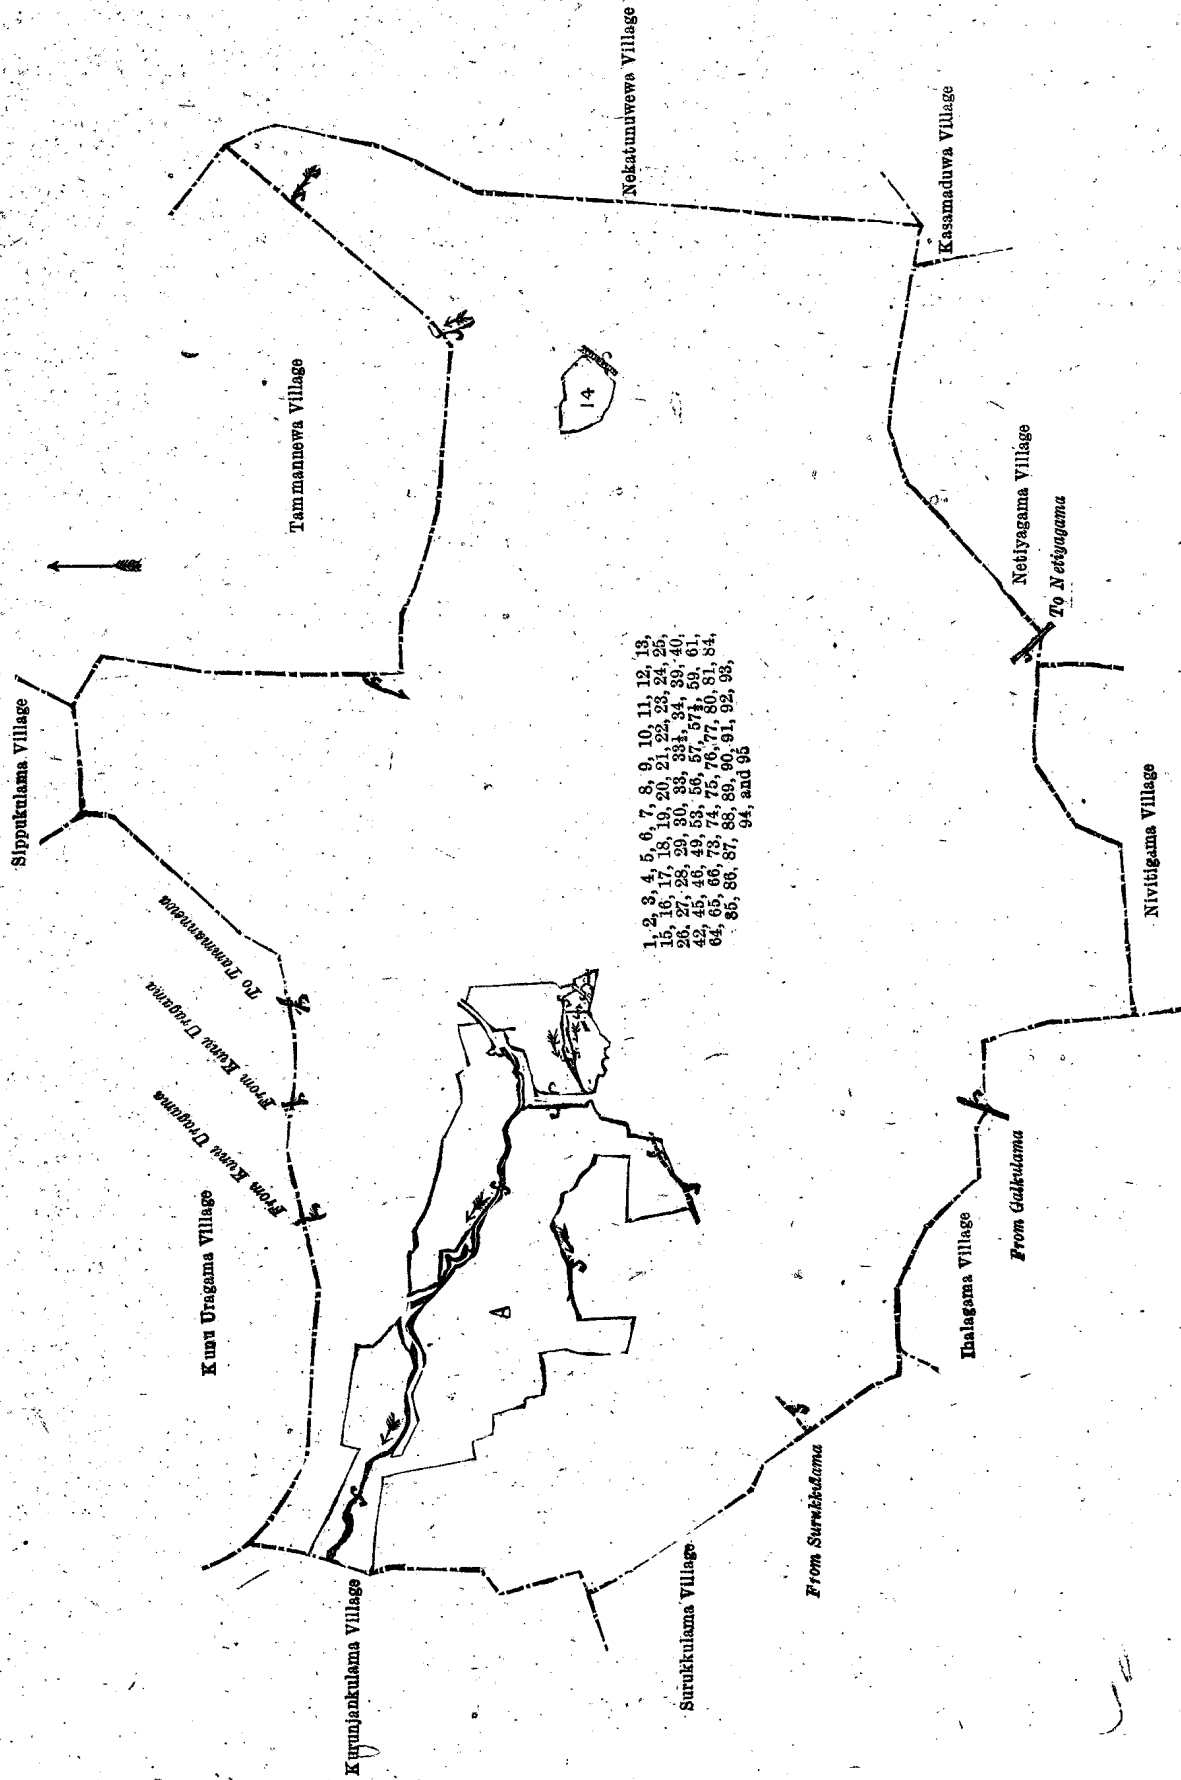 Sippukulama Village
Tammannewa Village
Nekatunuwewa Village
Kasamaduwa Village
Netiyagama Village
To Netiyagama
Nivitigama Village
From Galkulama
Ihalagama Village
From Surukkulama
Surukkulama Village
Kurunjankulama Village
Kunu Uragama Village
From Kunu Uragama
From Kunu Uragama
To Tammannewa
14
A
1, 2, 3, 4, 5, 6, 7, 8, 9, 10, 11, 12, 13,
15, 16, 17, 18, 19, 20, 21, 22, 23, 24, 25,
26, 27, 28, 29, 30, 33, 33½, 34, 39, 40,
42, 45, 46, 49, 53, 56, 57, 57½, 59, 61,
64, 65, 66, 73, 74, 75, 76, 77, 80, 81, 84,
85, 86, 87, 88, 89, 90, 91, 92, 93,
94, and 95